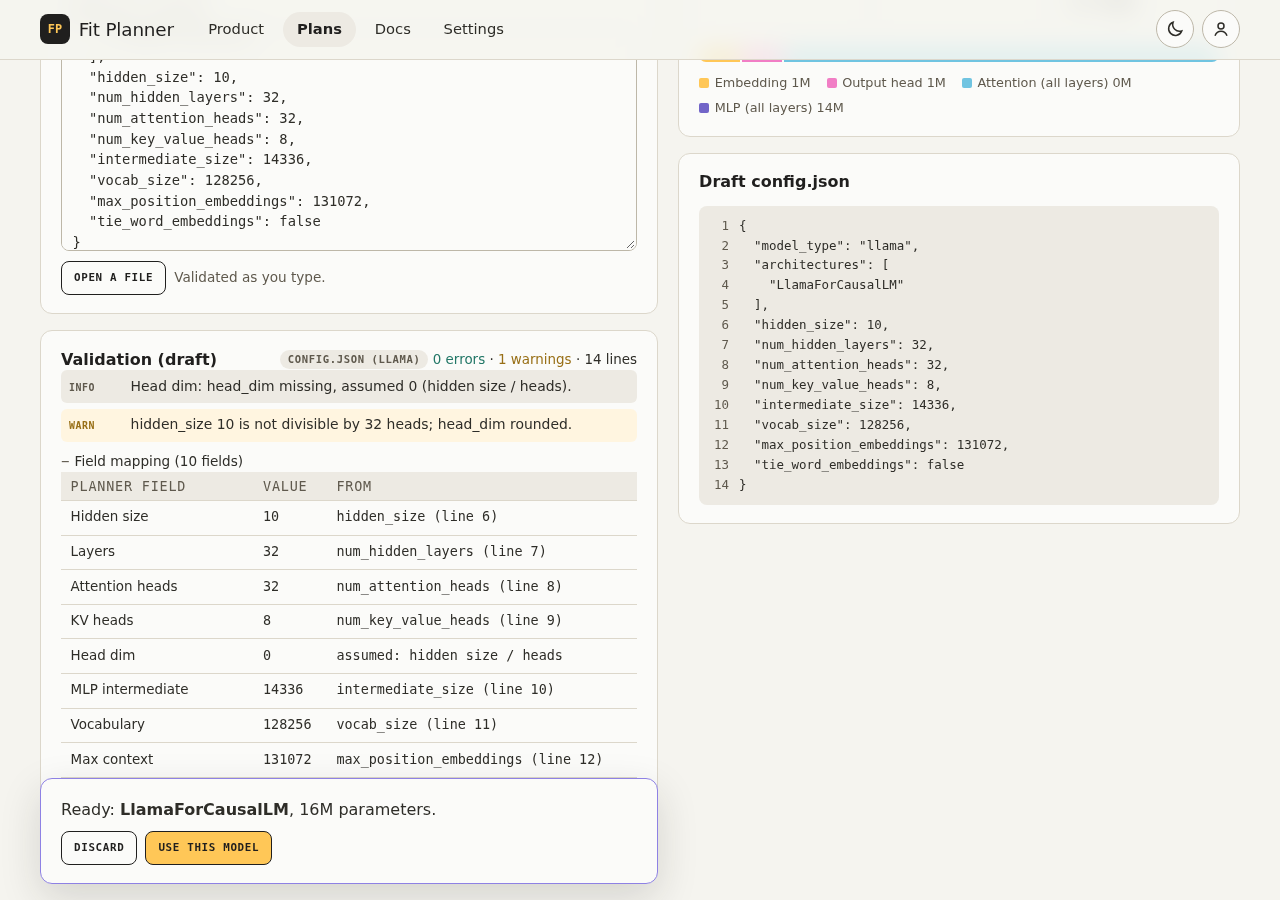 FP Fit Planner Product Plans Docs Settings
],
"hidden_size": 10,
"num_hidden_layers": 32,
"num_attention_heads": 32,
"num_key_value_heads": 8,
"intermediate_size": 14336,
"vocab_size": 128256,
"max_position_embeddings": 131072,
"tie_word_embeddings": false
}
OPEN A FILE Validated as you type.
Validation (draft) CONFIG.JSON (LLAMA) 0 errors · 1 warnings · 14 lines
INFO Head dim: head_dim missing, assumed 0 (hidden size / heads).
WARN hidden_size 10 is not divisible by 32 heads; head_dim rounded.
– Field mapping (10 fields)
PLANNER FIELD VALUE FROM
Hidden size 10 hidden_size (line 6)
Layers 32 num_hidden_layers (line 7)
Attention heads 32 num_attention_heads (line 8)
KV heads 8 num_key_value_heads (line 9)
Head dim 0 assumed: hidden size / heads
MLP intermediate 14336 intermediate_size (line 10)
Vocabulary 128256 vocab_size (line 11)
Max context 131072 max_position_embeddings (line 12)
Ready: LlamaForCausalLM, 16M parameters.
DISCARD USE THIS MODEL
Embedding 1M Output head 1M Attention (all layers) 0M
MLP (all layers) 14M
Draft config.json
1 {
2 "model_type": "llama",
3 "architectures": [
4 "LlamaForCausalLM"
5 ],
6 "hidden_size": 10,
7 "num_hidden_layers": 32,
8 "num_attention_heads": 32,
9 "num_key_value_heads": 8,
10 "intermediate_size": 14336,
11 "vocab_size": 128256,
12 "max_position_embeddings": 131072,
13 "tie_word_embeddings": false
14 }